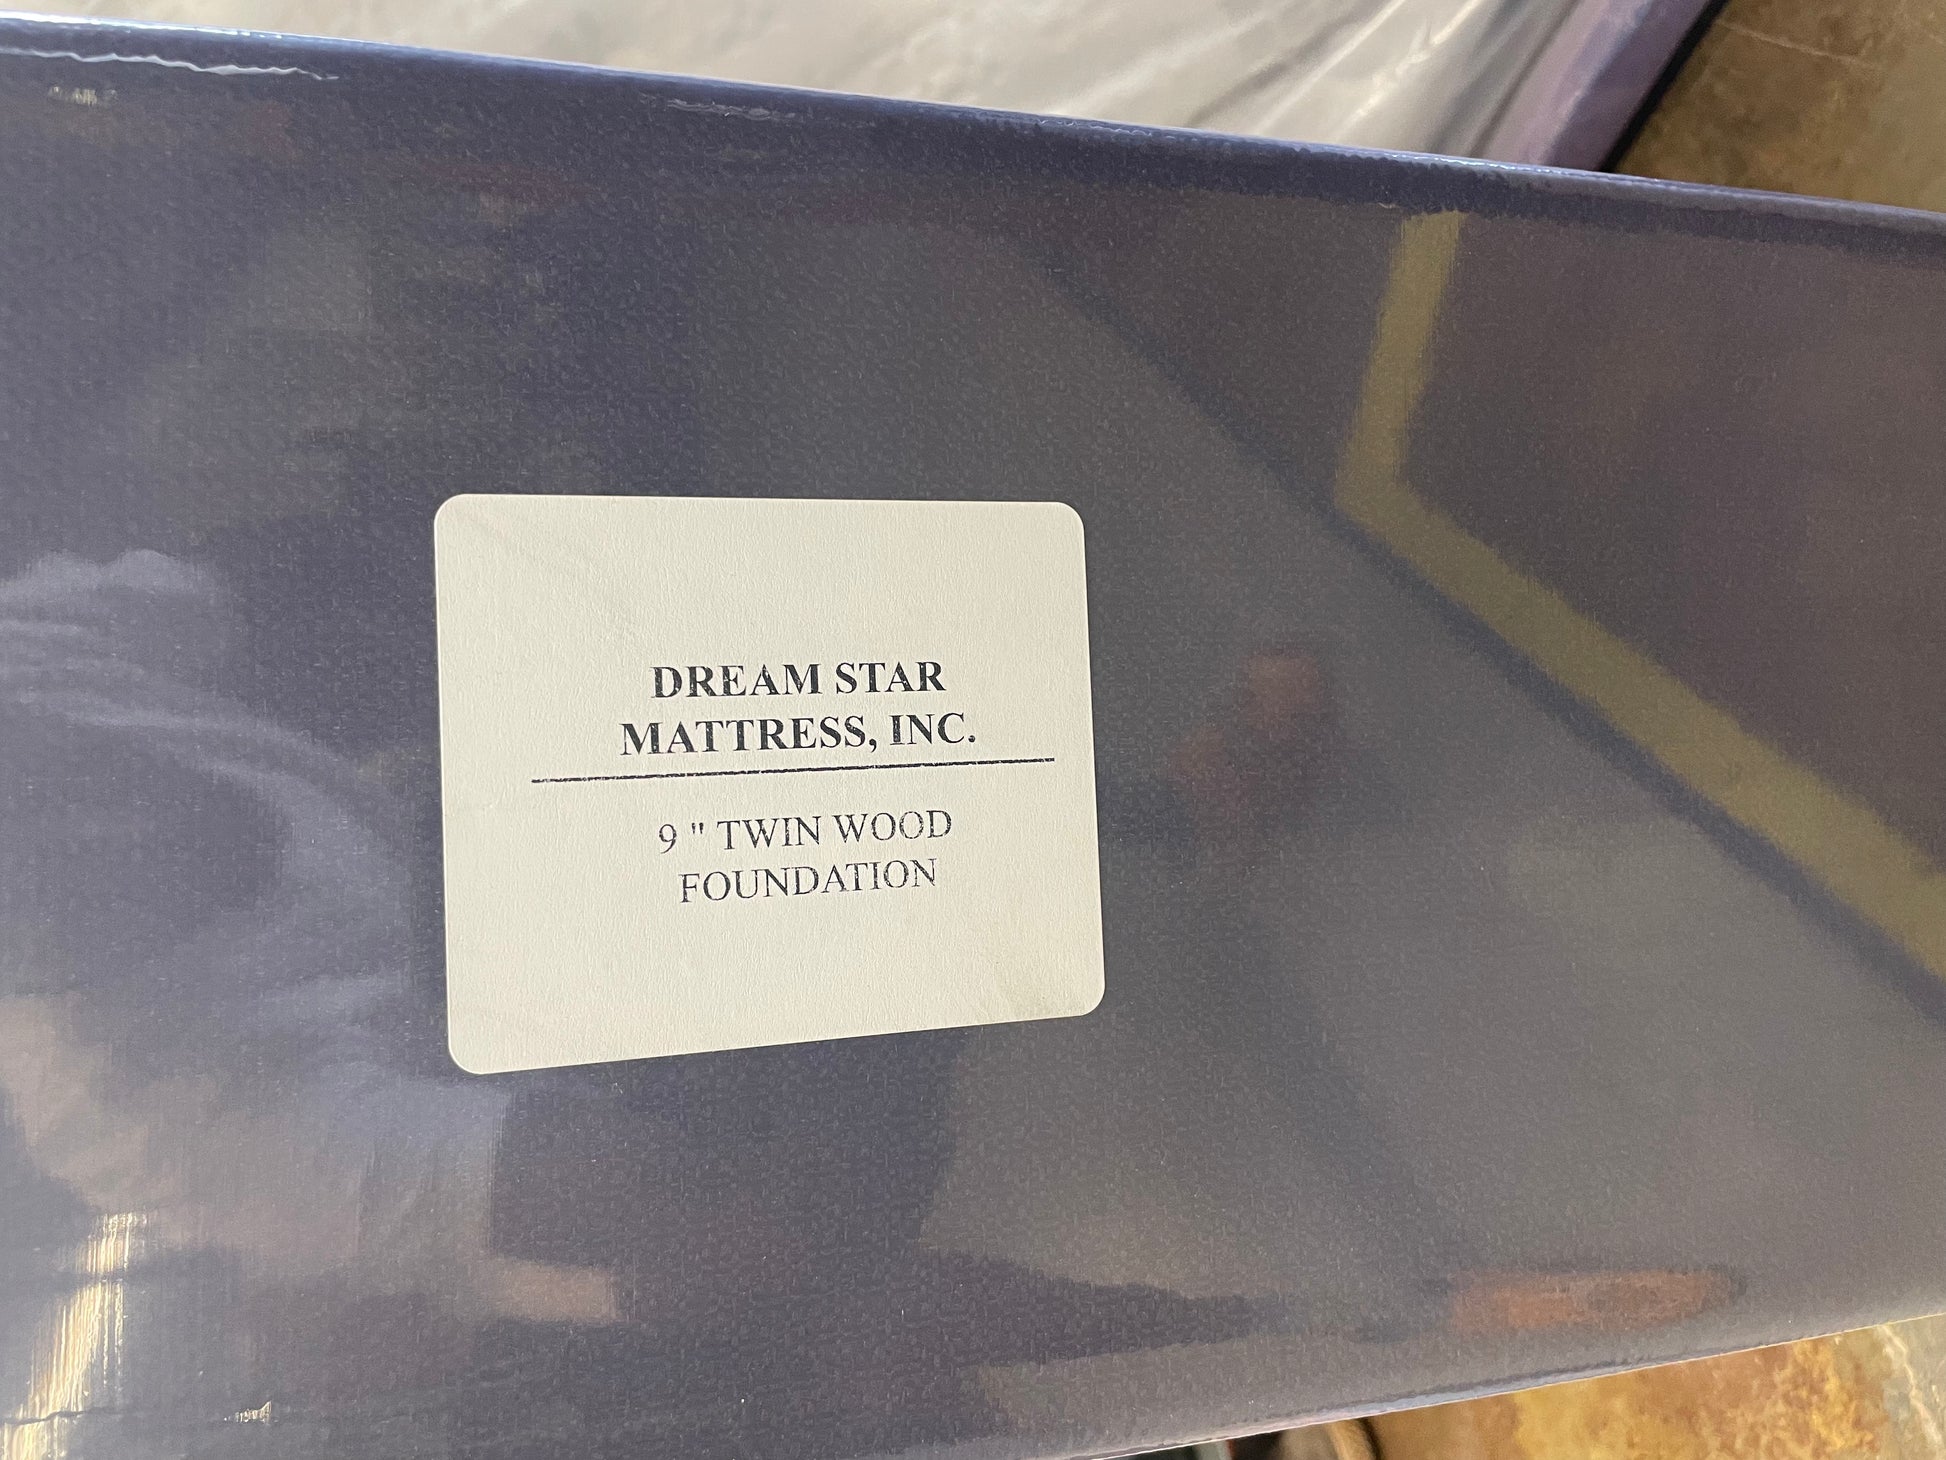 DREAM STAR
MATTRESS, INC.
9 " TWIN WOOD
FOUNDATION